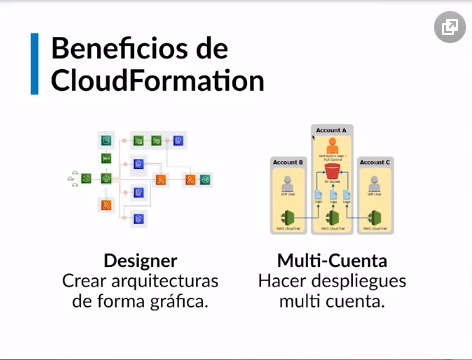 Beneficios de
CloudFormation
Account A
Account B
Account C
Designer
Crear arquitecturas
de forma gráfica.
Multi-Cuenta
Hacer despliegues
multi cuenta.